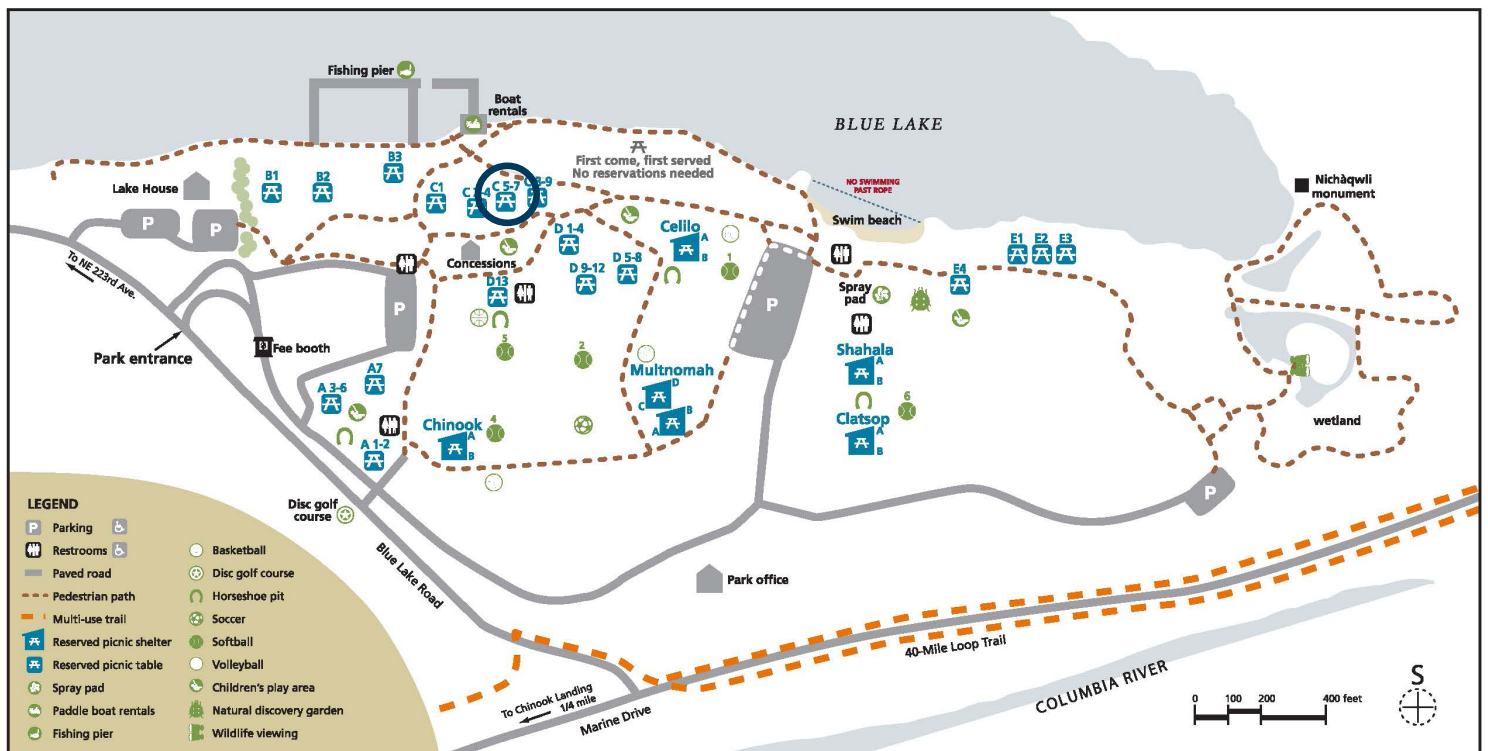 Fishing pier
Boat
rentals
BLUE LAKE
First come, first served
No reservations needed
NO SWIMMING
PAST ROPE
Swim beach
Nichàqwli
monument
Lake House
P
P
B1
B2
B3
C1
C 5-7
D 1-4
D 5-8
D 9-12
D13
Concessions
Celilo
A
B
1
P
P
E1
E2
E3
E4
Spray
pad
To NE 223rd Ave.
Park entrance
Fee booth
5
2
A7
A 3-6
A 1-2
Chinook
A
B
4
Multnomah
D
C
B
A
Shahala
A
B
6
Clatsop
A
B
wetland
P
Disc golf
course
Blue Lake Road
Park office
40-Mile Loop Trail
COLUMBIA RIVER
To Chinook Landing
1/4 mile
Marine Drive
0 100 200 400 feet
S
LEGEND
P Parking
Restrooms
Paved road
Pedestrian path
Multi-use trail
Reserved picnic shelter
Reserved picnic table
Spray pad
Paddle boat rentals
Fishing pier
Basketball
Disc golf course
Horseshoe pit
Soccer
Softball
Volleyball
Children's play area
Natural discovery garden
Wildlife viewing